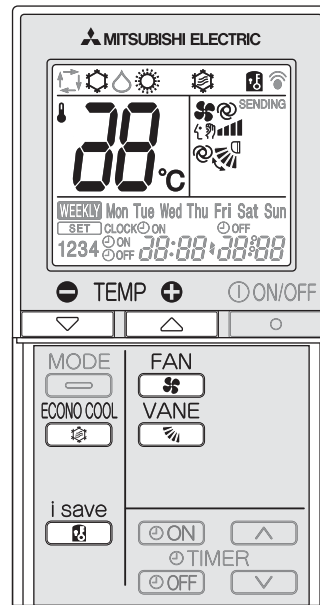 MITSUBISHI ELECTRIC
SENDING
88 °C
WEEKLY Mon Tue Wed Thu Fri Sat Sun
SET CLOCK ON OFF
1234 ON OFF 88:88 88:88
TEMP ON/OFF
MODE FAN
ECONO COOL VANE
i save
ON
TIMER
OFF